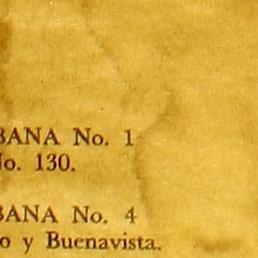 BANA No. 1
No. 130.
BANA No. 4
o y Buenavista.